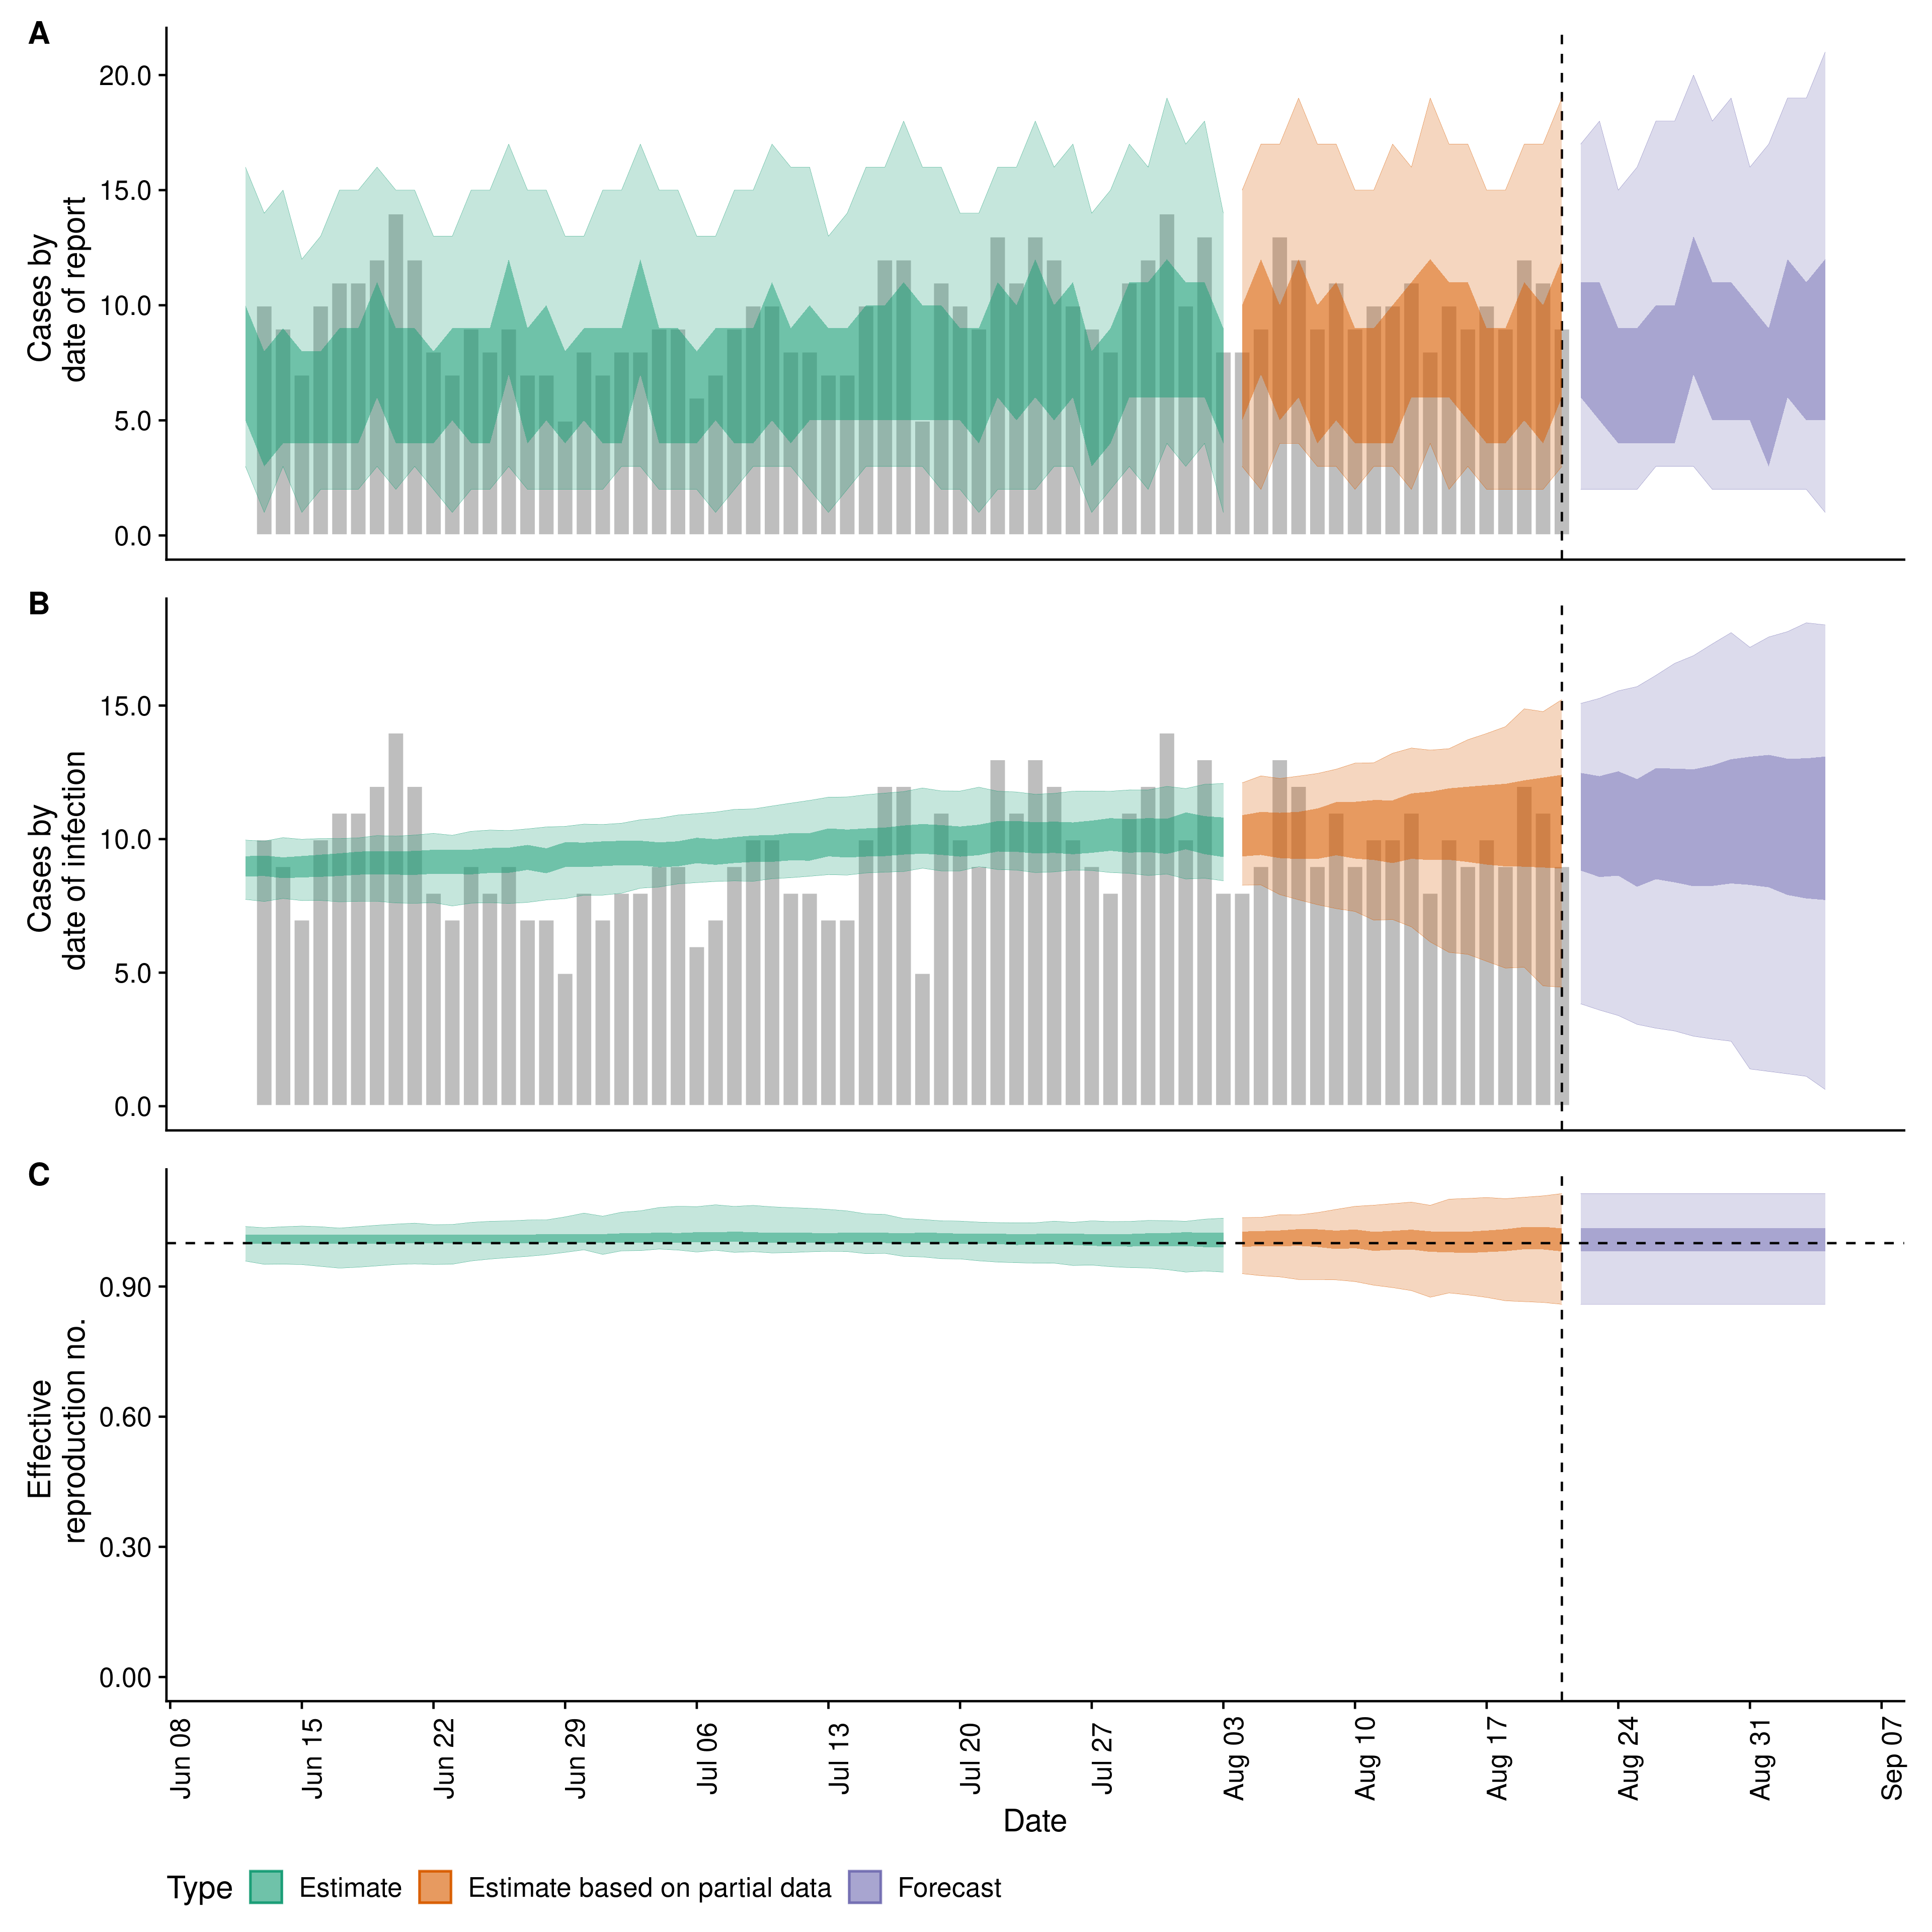 A
20.0
15.0
10.0
5.0
0.0
Cases by
date of report
B
15.0
10.0
5.0
0.0
Cases by
date of infection
C
0.90
0.60
0.30
0.00
Effective
reproduction no.
Jun 08
Jun 15
Jun 22
Jun 29
Jul 06
Jul 13
Jul 20
Jul 27
Aug 03
Aug 10
Aug 17
Aug 24
Aug 31
Sep 07
Date
Type Estimate Estimate based on partial data Forecast